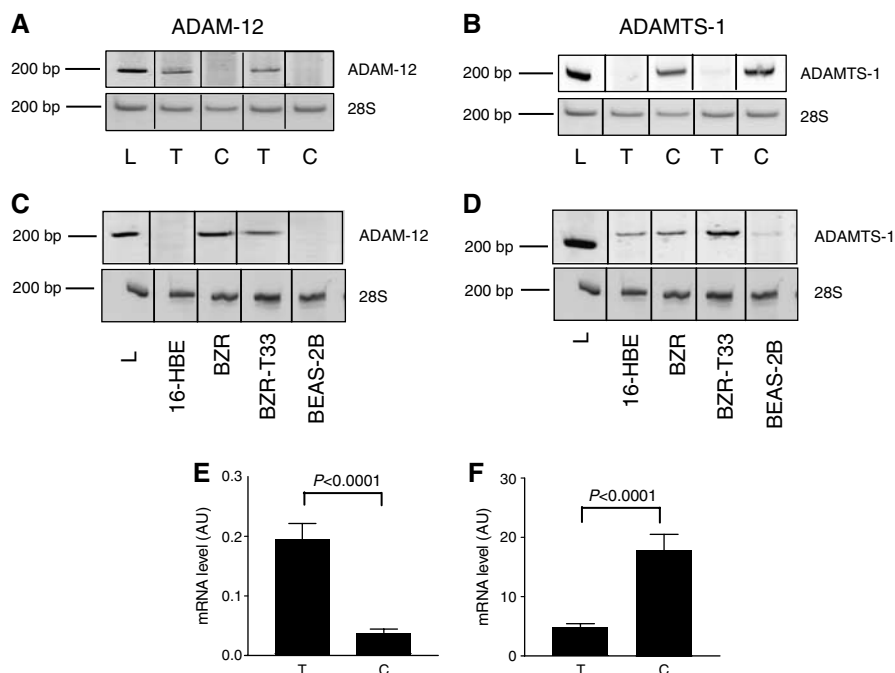 A ADAM-12
200 bp ADAM-12
200 bp 28S
L T C T C
B ADAMTS-1
200 bp ADAMTS-1
200 bp 28S
L T C T C
C
200 bp ADAM-12
200 bp 28S
L 16-HBE BZR BZR-T33 BEAS-2B
D
200 bp ADAMTS-1
200 bp 28S
L 16-HBE BZR BZR-T33 BEAS-2B
E
mRNA level (AU)
0.3
0.2
0.1
0.0
P<0.0001
T C
F
mRNA level (AU)
30
20
10
0
P<0.0001
T C